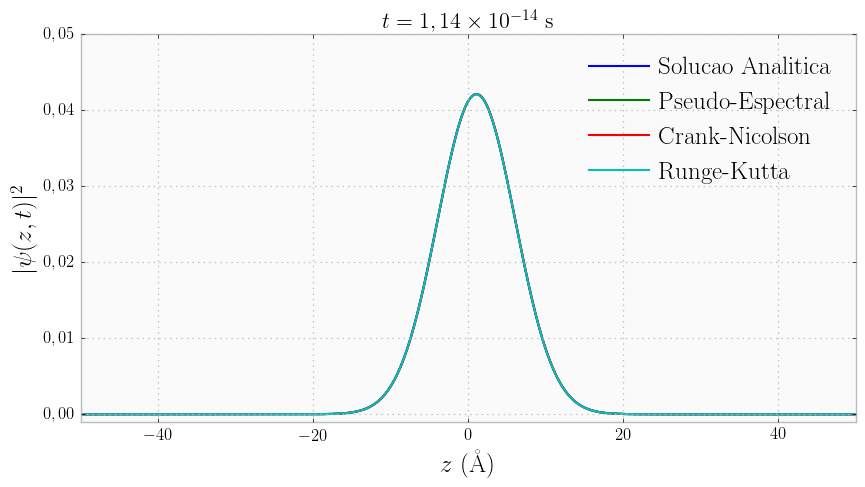 t = 1,14 × 10⁻¹⁴ s
|ψ(z, t)|²
0,05
0,04
0,03
0,02
0,01
0,00
Solucao Analitica
Pseudo-Espectral
Crank-Nicolson
Runge-Kutta
−40 −20 0 20 40
z (Å)